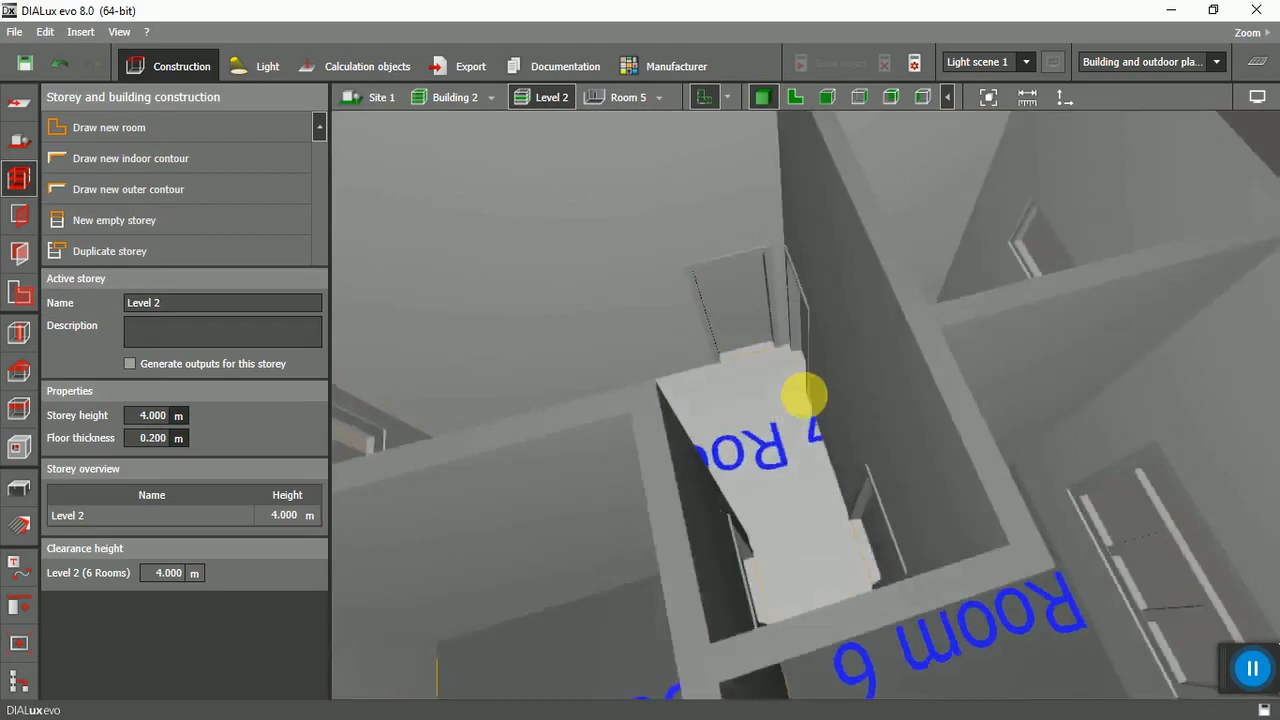 DIALux evo 8.0 (64-bit)
File Edit Insert View ? Zoom
Construction Light Calculation objects Export Documentation Manufacturer Light scene 1 Building and outdoor pla...
Storey and building construction Site 1 Building 2 Level 2 Room 5
Draw new room
Draw new indoor contour
Draw new outer contour
New empty storey
Duplicate storey
Active storey
Name Level 2
Description
Generate outputs for this storey
Properties
Storey height 4.000 m
Floor thickness 0.200 m
Storey overview
Name Height
Level 2 4.000 m
Clearance height
Level 2 (6 Rooms) 4.000 m
Room 6
DIALux evo